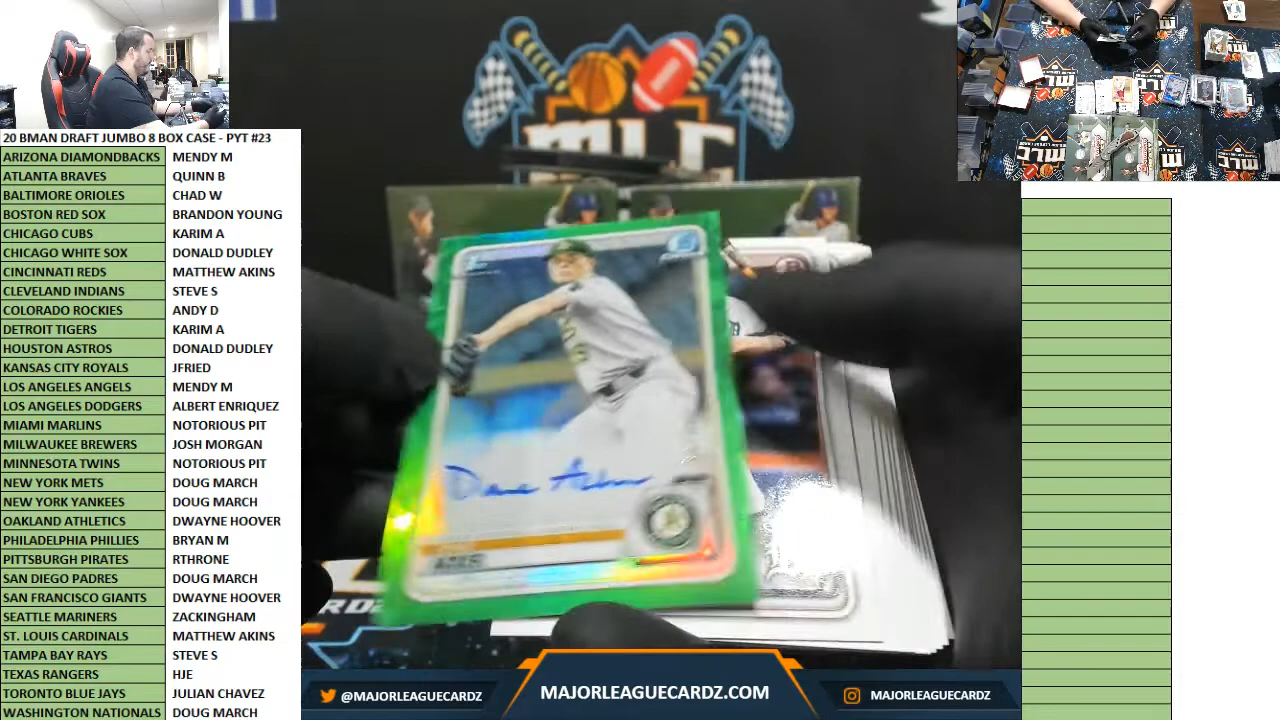 20 BMAN DRAFT JUMBO 8 BOX CASE - PYT #23
ARIZONA DIAMONDBACKS MENDY M
ATLANTA BRAVES QUINN B
BALTIMORE ORIOLES CHAD W
BOSTON RED SOX BRANDON YOUNG
CHICAGO CUBS KARIM A
CHICAGO WHITE SOX DONALD DUDLEY
CINCINNATI REDS MATTHEW AKINS
CLEVELAND INDIANS STEVE S
COLORADO ROCKIES ANDY D
DETROIT TIGERS KARIM A
HOUSTON ASTROS DONALD DUDLEY
KANSAS CITY ROYALS JFRIED
LOS ANGELES ANGELS MENDY M
LOS ANGELES DODGERS ALBERT ENRIQUEZ
MIAMI MARLINS NOTORIOUS PIT
MILWAUKEE BREWERS JOSH MORGAN
MINNESOTA TWINS NOTORIOUS PIT
NEW YORK METS DOUG MARCH
NEW YORK YANKEES DOUG MARCH
OAKLAND ATHLETICS DWAYNE HOOVER
PHILADELPHIA PHILLIES BRYAN M
PITTSBURGH PIRATES RTHRONE
SAN DIEGO PADRES DOUG MARCH
SAN FRANCISCO GIANTS DWAYNE HOOVER
SEATTLE MARINERS ZACKINGHAM
ST. LOUIS CARDINALS MATTHEW AKINS
TAMPA BAY RAYS STEVE S
TEXAS RANGERS HJE
TORONTO BLUE JAYS JULIAN CHAVEZ
WASHINGTON NATIONALS DOUG MARCH
MLC
MLC
@MAJORLEAGUECARDZ
MAJORLEAGUECARDZ.COM
MAJORLEAGUECARDZ